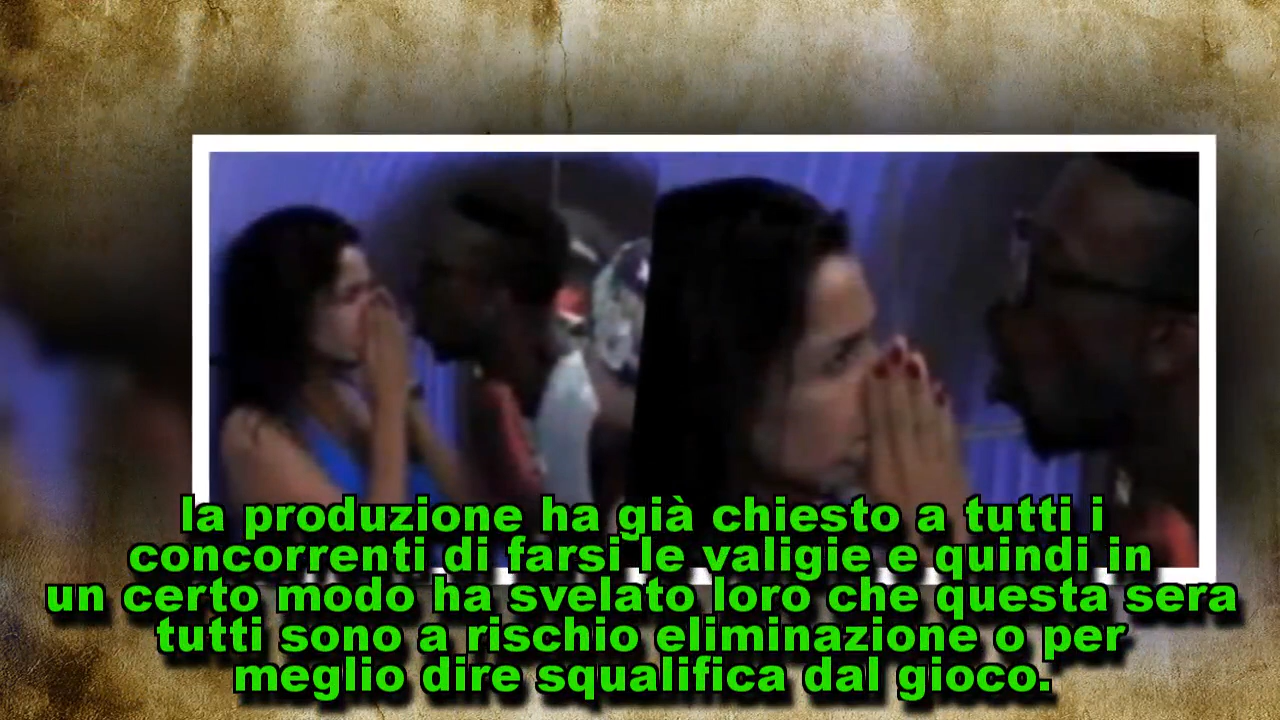 la produzione ha già chiesto a tutti i
concorrenti di farsi le valigie e quindi in
un certo modo ha svelato loro che questa sera
tutti sono a rischio eliminazione o per
meglio dire squalifica dal gioco.